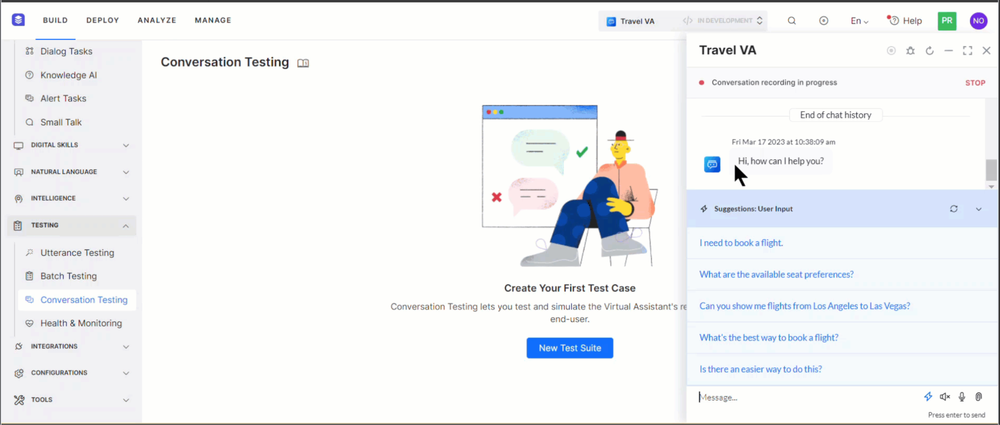 BUILD DEPLOY ANALYZE MANAGE
Travel VA </> IN DEVELOPMENT En Help PR NO
Dialog Tasks
Knowledge AI
Alert Tasks
Small Talk
DIGITAL SKILLS
NATURAL LANGUAGE
INTELLIGENCE
TESTING
Utterance Testing
Batch Testing
Conversation Testing
Health & Monitoring
INTEGRATIONS
CONFIGURATIONS
TOOLS
Conversation Testing
Create Your First Test Case
Conversation Testing lets you test and simulate the Virtual Assistant's re
end-user.
New Test Suite
Travel VA
Conversation recording in progress STOP
End of chat history
Fri Mar 17 2023 at 10:38:09 am
Hi, how can I help you?
Suggestions: User Input
I need to book a flight.
What are the available seat preferences?
Can you show me flights from Los Angeles to Las Vegas?
What's the best way to book a flight?
Is there an easier way to do this?
Message...
Press enter to send